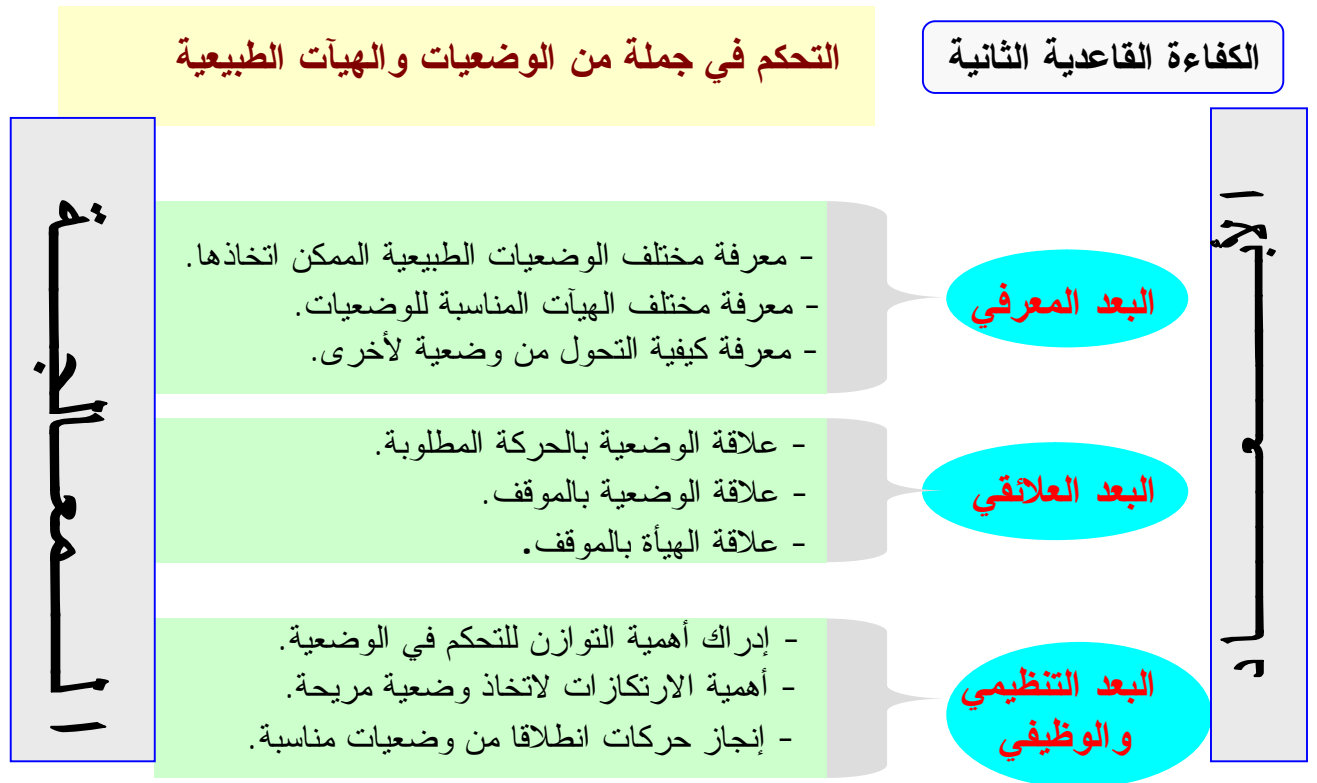 الكفاءة القاعدية الثانية
التحكم في جملة من الوضعيات والهيآت الطبيعية
الأبـــعـــاد
البعد المعرفي
- معرفة مختلف الوضعيات الطبيعية الممكن اتخاذها.
- معرفة مختلف الهيآت المناسبة للوضعيات.
- معرفة كيفية التحول من وضعية لأخرى.
البعد العلائقي
- علاقة الوضعية بالحركة المطلوبة.
- علاقة الوضعية بالموقف.
- علاقة الهيأة بالموقف.
البعد التنظيمي
والوظيفي
- إدراك أهمية التوازن للتحكم في الوضعية.
- أهمية الارتكازات لاتخاذ وضعية مريحة.
- إنجاز حركات انطلاقا من وضعيات مناسبة.
الـــمعـــالجـــة